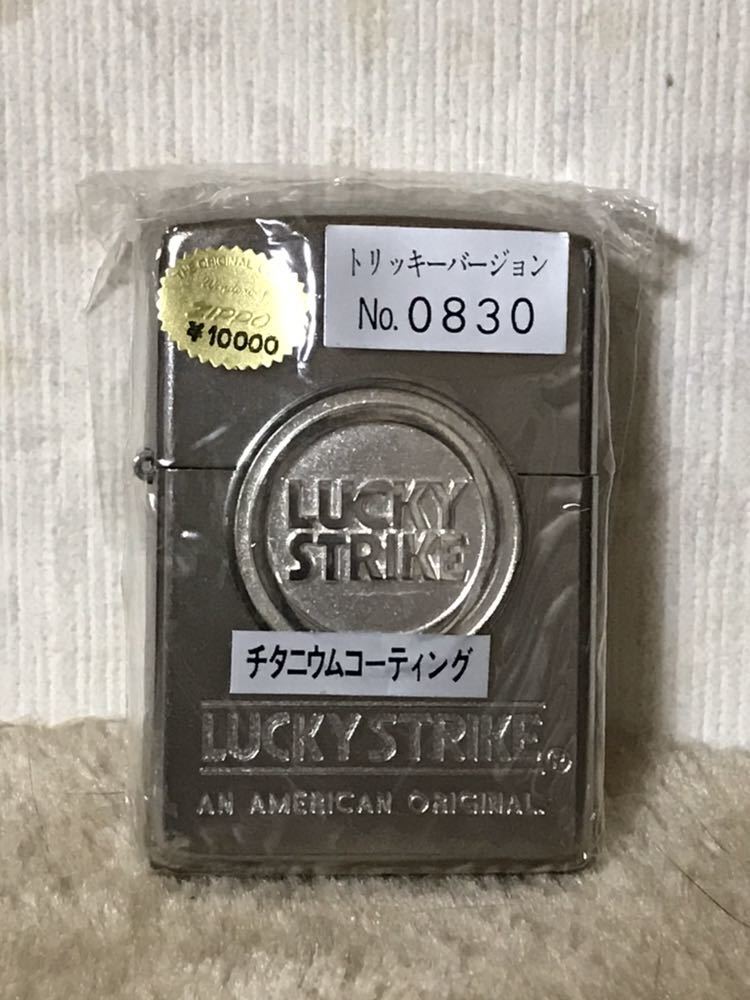 ZIPPO
¥10000
トリッキーバージョン
No. 0830
LUCKY
STRIKE
チタニウムコーティング
LUCKY STRIKE®
AN AMERICAN ORIGINAL.